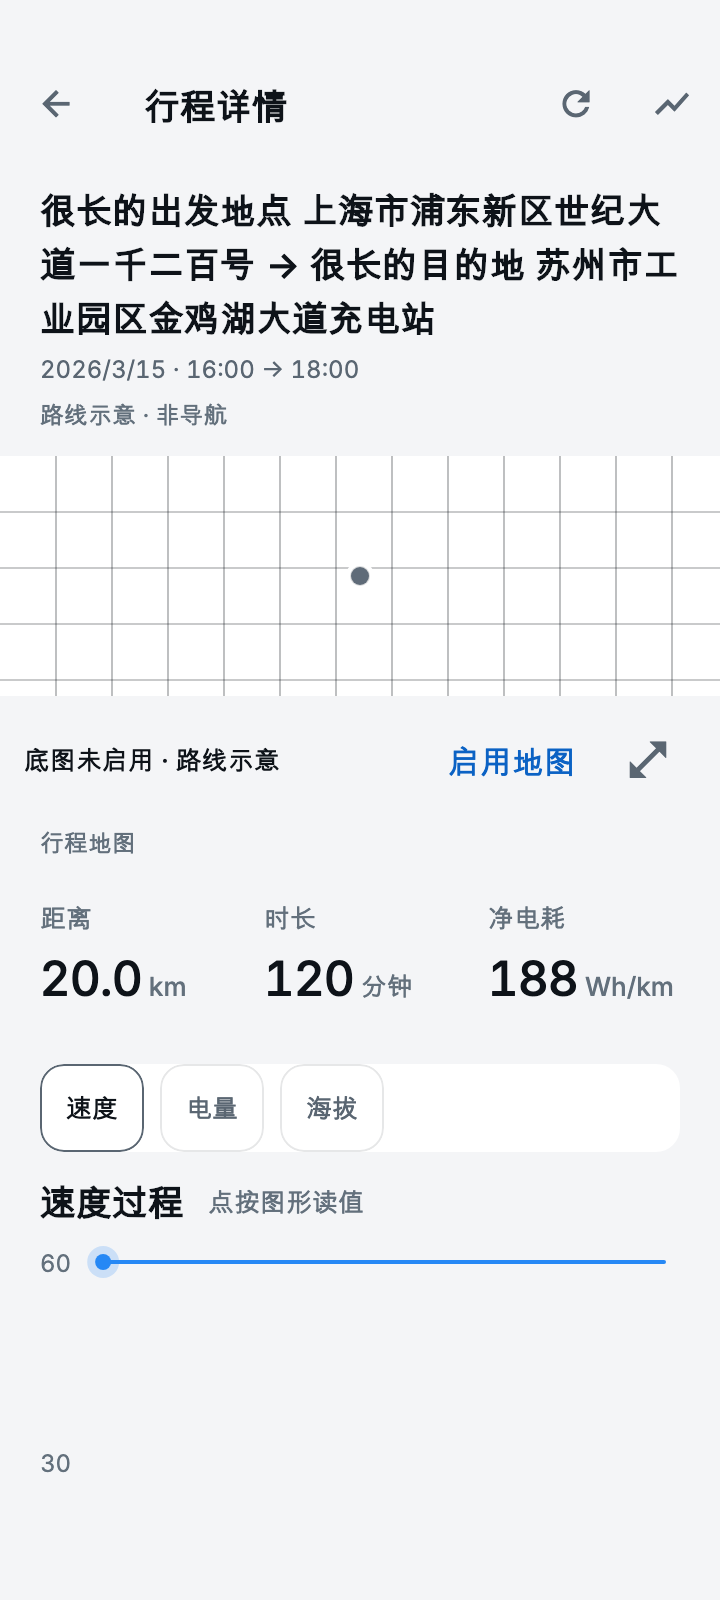 行程详情
很长的出发地点 上海市浦东新区世纪大
道一千二百号 → 很长的目的地 苏州市工
业园区金鸡湖大道充电站
2026/3/15 · 16:00 → 18:00
路线示意 · 非导航
底图未启用 · 路线示意 启用地图
行程地图
距离 时长 净电耗
20.0 km 120 分钟 188 Wh/km
速度 电量 海拔
速度过程 点按图形读值
60
30